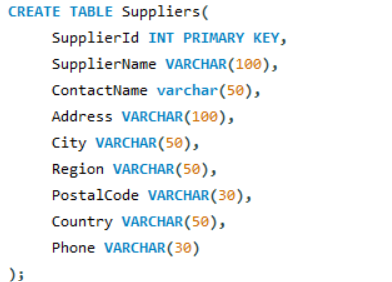 CREATE TABLE Suppliers(
SupplierId INT PRIMARY KEY,
SupplierName VARCHAR(100),
ContactName varchar(50),
Address VARCHAR(100),
City VARCHAR(50),
Region VARCHAR(50),
PostalCode VARCHAR(30),
Country VARCHAR(50),
Phone VARCHAR(30)
);